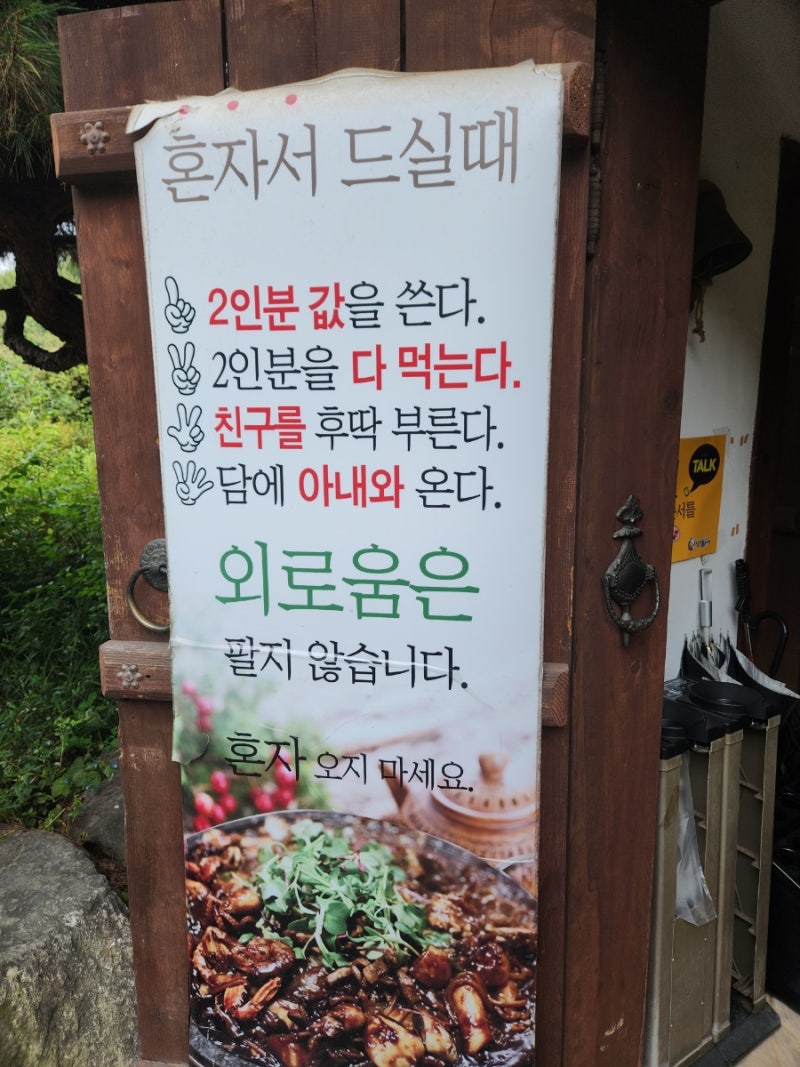 혼자서 드실때
2인분 값을 쓴다.
2인분을 다 먹는다.
친구를 후딱 부른다.
담에 아내와 온다.
외로움은
팔지 않습니다.
혼자 오지 마세요.
TALK
서를